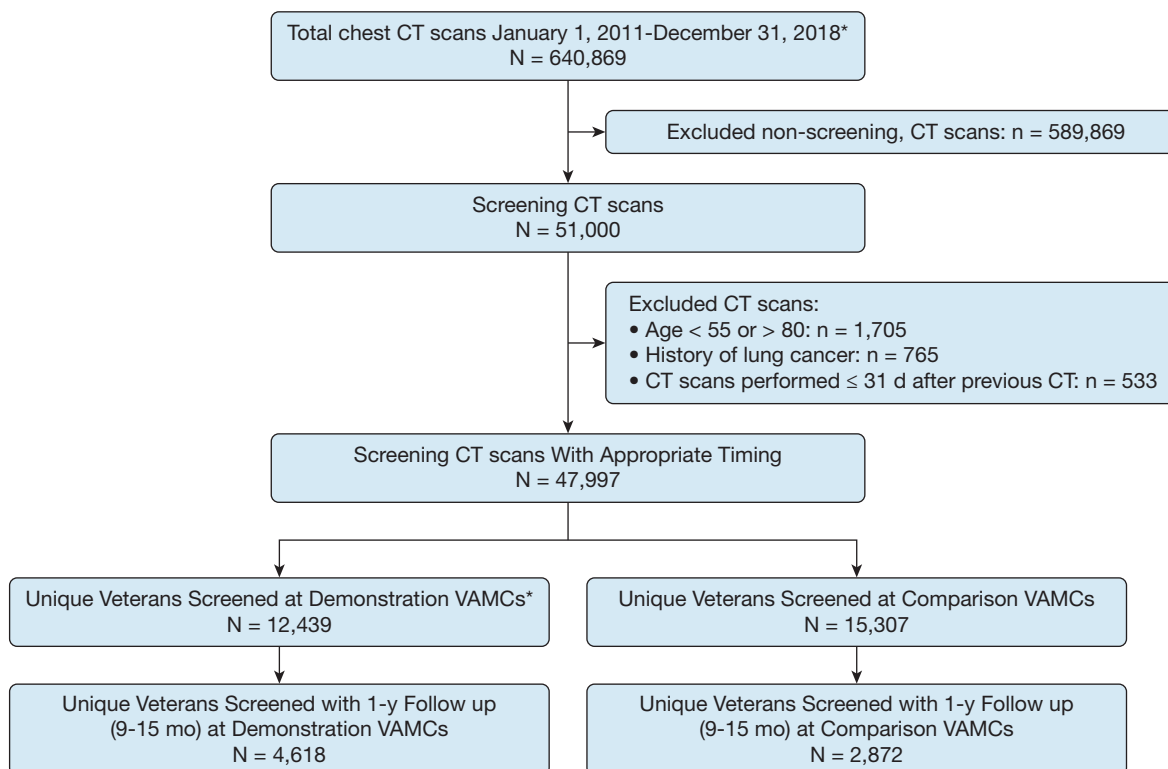 Total chest CT scans January 1, 2011-December 31, 2018*
N = 640,869
Excluded non-screening, CT scans: n = 589,869
Screening CT scans
N = 51,000
Excluded CT scans:
• Age < 55 or > 80: n = 1,705
• History of lung cancer: n = 765
• CT scans performed ≤ 31 d after previous CT: n = 533
Screening CT scans With Appropriate Timing
N = 47,997
Unique Veterans Screened at Demonstration VAMCs*
N = 12,439
Unique Veterans Screened at Comparison VAMCs
N = 15,307
Unique Veterans Screened with 1-y Follow up
(9-15 mo) at Demonstration VAMCs
N = 4,618
Unique Veterans Screened with 1-y Follow up
(9-15 mo) at Comparison VAMCs
N = 2,872